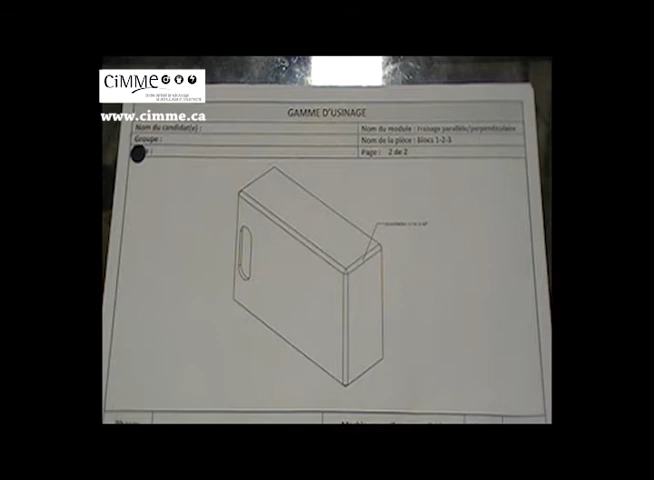 CiMMe
www.cimme.ca
GAMME D'USINAGE
Nom du candidat(e) :
Nom du module : Fraisage parallèle/perpendiculaire
Groupe :
Nom de la pièce : Blocs 1-2-3
Page : 2 de 2